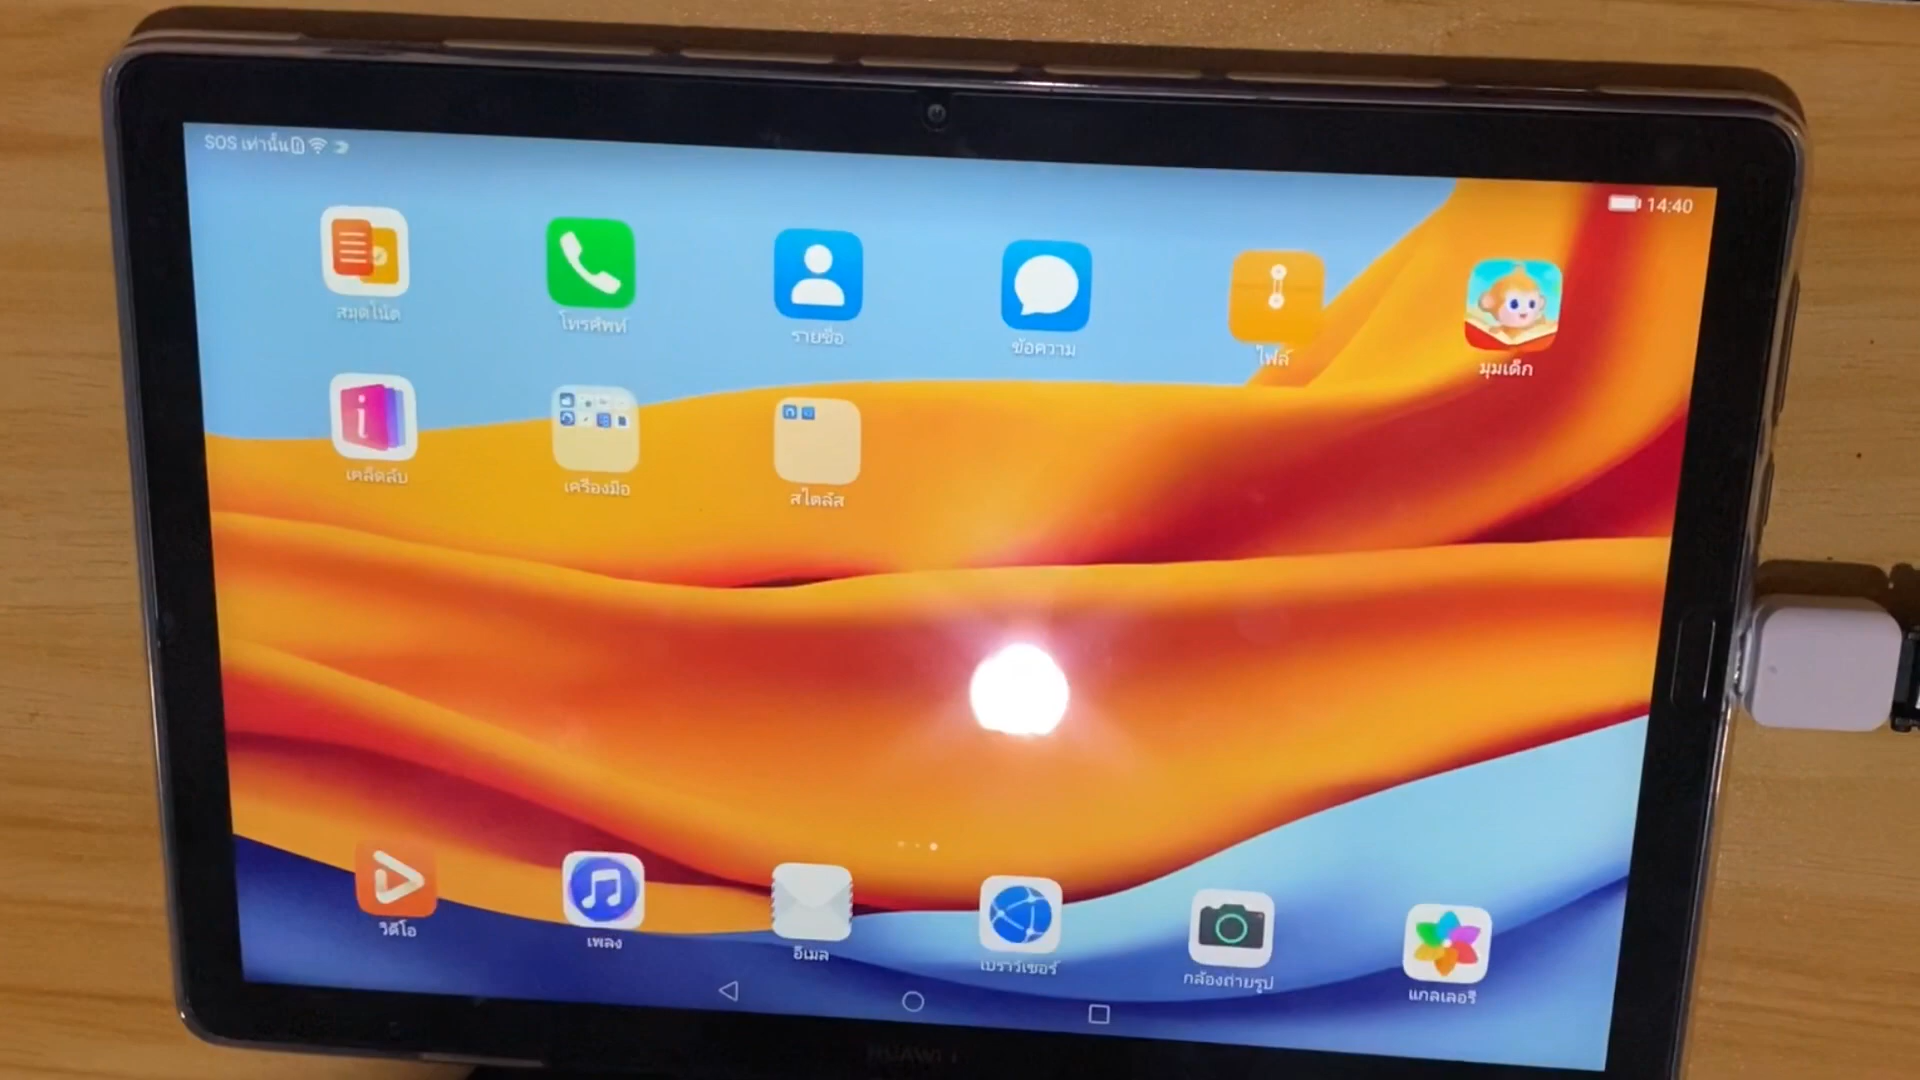 SOS เท่านั้น
14:40
สมุดโน้ต
โทรศัพท์
รายชื่อ
ข้อความ
ไฟล์
มุมเด็ก
เคล็ดลับ
เครื่องมือ
สไตลัส
วิดีโอ
เพลง
อีเมล
เบราว์เซอร์
กล้องถ่ายรูป
แกลเลอรี
HUAWEI